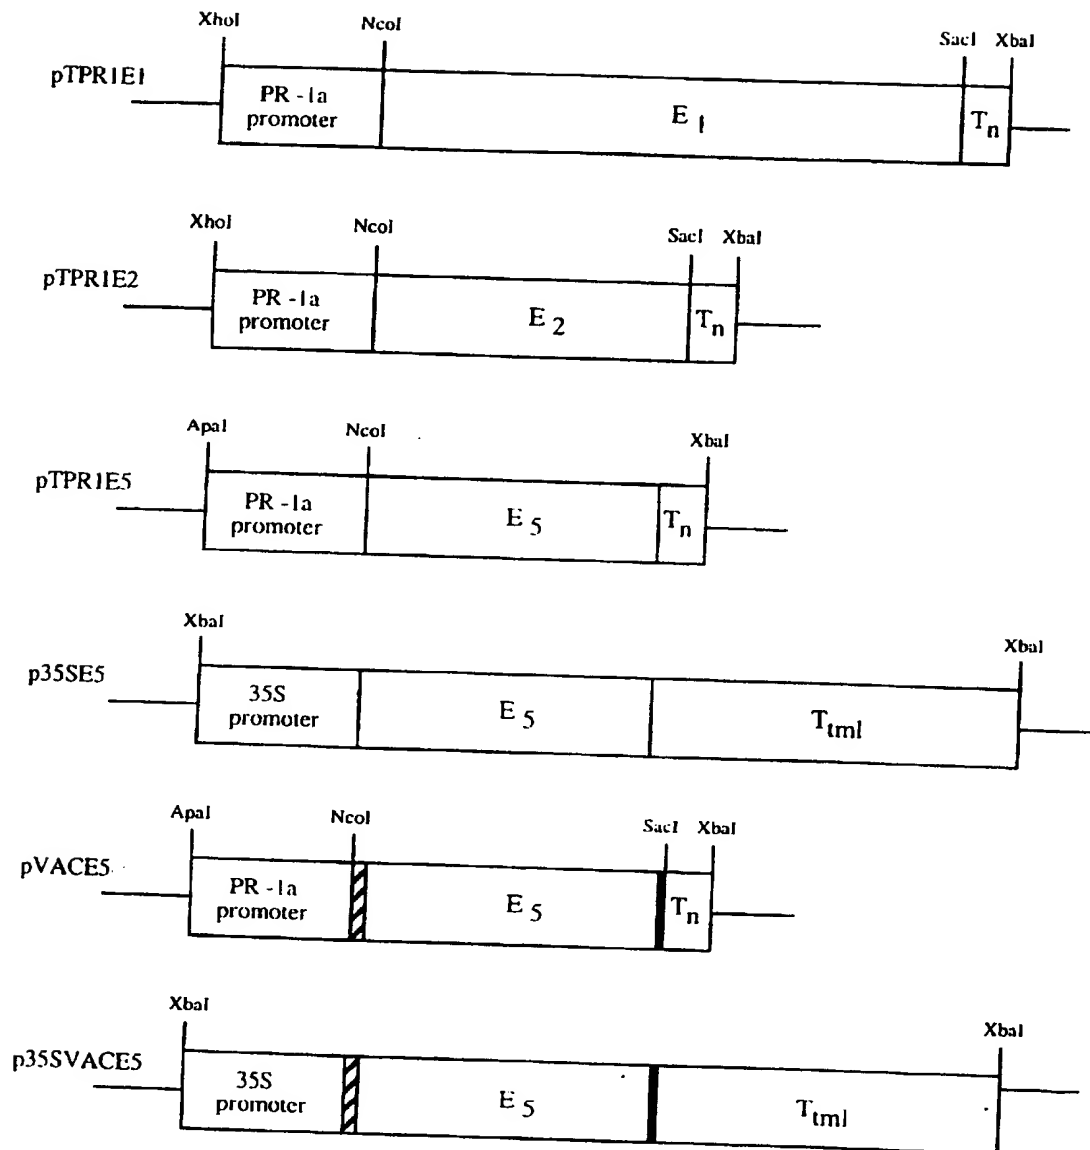 XhoI NcoI SacI XbaI
pTPR1E1
PR-1a
promoter
E1
Tn
XhoI NcoI SacI XbaI
pTPR1E2
PR-1a
promoter
E2
Tn
ApaI NcoI XbaI
pTPR1E5
PR-1a
promoter
E5
Tn
XbaI XbaI
p35SE5
35S
promoter
E5
Ttml
ApaI NcoI SacI XbaI
pVACE5
PR-1a
promoter
E5
Tn
XbaI XbaI
p35SVACE5
35S
promoter
E5
Ttml